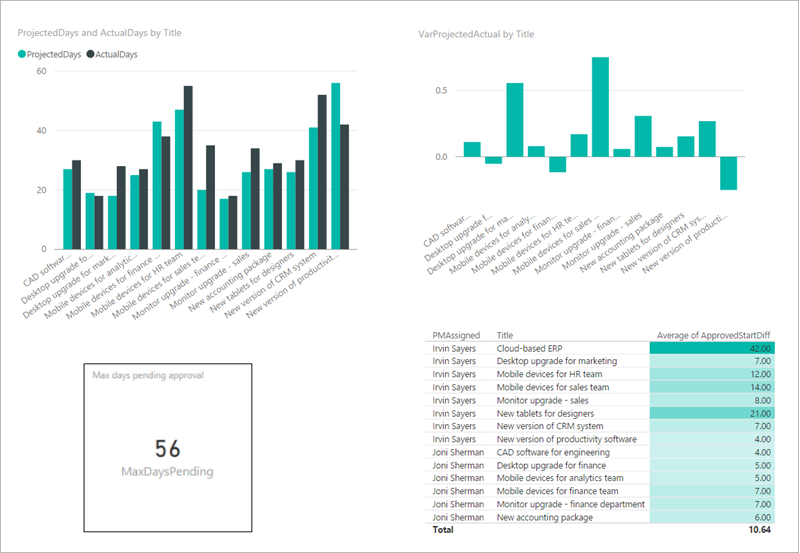 ProjectedDays and ActualDays by Title
ProjectedDays ActualDays
60
40
20
0
CAD softwar...
Desktop upgrade fo...
Desktop upgrade for mark...
Mobile devices for analytic...
Mobile devices for finance ...
Mobile devices for HR team
Mobile devices for sales te...
Monitor upgrade - finance ...
Monitor upgrade - sales
New accounting package
New tablets for designers
New version of CRM system
New version of productivit...
VarProjectedActual by Title
0.5
0.0
CAD softwar...
Desktop upgrade f...
Desktop upgrade for ma...
Mobile devices for analy...
Mobile devices for finan...
Mobile devices for HR te...
Mobile devices for sales ...
Monitor upgrade - finan...
Monitor upgrade - sales
New accounting package
New tablets for designers
New version of CRM sys...
New version of producti...
Max days pending approval
56
MaxDaysPending
PMAssigned Title Average of ApprovedStartDiff
Irvin Sayers Cloud-based ERP 42.00
Irvin Sayers Desktop upgrade for marketing 7.00
Irvin Sayers Mobile devices for HR team 12.00
Irvin Sayers Mobile devices for sales team 14.00
Irvin Sayers Monitor upgrade - sales 8.00
Irvin Sayers New tablets for designers 21.00
Irvin Sayers New version of CRM system 7.00
Irvin Sayers New version of productivity software 4.00
Joni Sherman CAD software for engineering 4.00
Joni Sherman Desktop upgrade for finance 5.00
Joni Sherman Mobile devices for analytics team 5.00
Joni Sherman Mobile devices for finance team 7.00
Joni Sherman Monitor upgrade - finance department 7.00
Joni Sherman New accounting package 6.00
Total 10.64